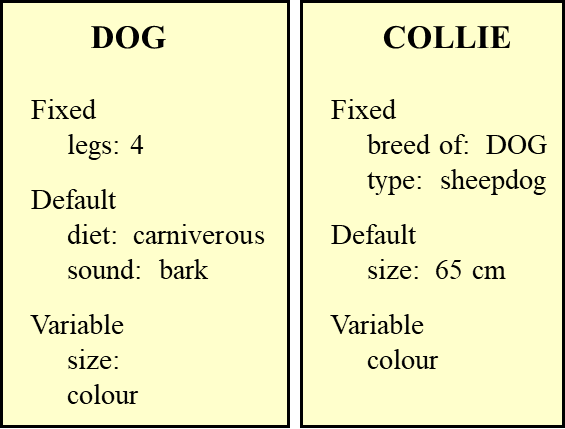 DOG
Fixed
legs: 4
Default
diet: carniverous
sound: bark
Variable
size:
colour
COLLIE
Fixed
breed of: DOG
type: sheepdog
Default
size: 65 cm
Variable
colour